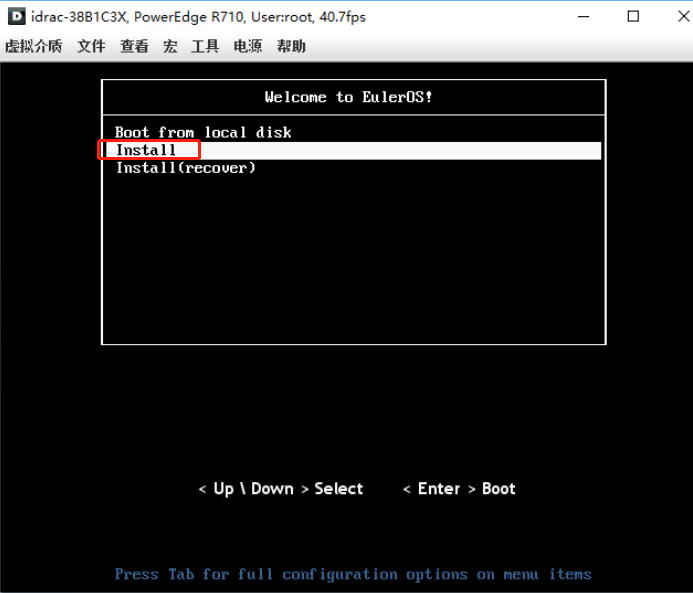 idrac-38B1C3X, PowerEdge R710, User:root, 40.7fps
虚拟介质 文件 查看 宏 工具 电源 帮助
Welcome to EulerOS!
Boot from local disk
Install
Install(recover)
< Up \ Down > Select < Enter > Boot
Press Tab for full configuration options on menu items